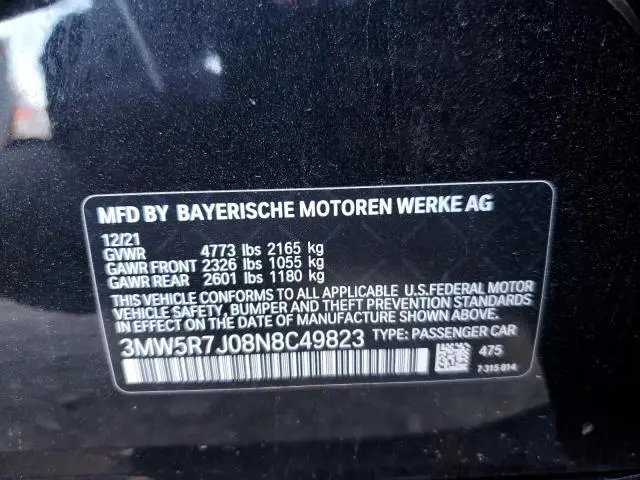 MFD BY BAYERISCHE MOTOREN WERKE AG
12/21
GVWR 4773 lbs 2165 kg
GAWR FRONT 2326 lbs 1055 kg
GAWR REAR 2601 lbs 1180 kg
THIS VEHICLE CONFORMS TO ALL APPLICABLE U.S.FEDERAL MOTOR
VEHICLE SAFETY, BUMPER AND THEFT PREVENTION STANDARDS
IN EFFECT ON THE DATE OF MANUFACTURE SHOWN ABOVE.
3MW5R7J08N8C49823 TYPE: PASSENGER CAR
475
7 315 814